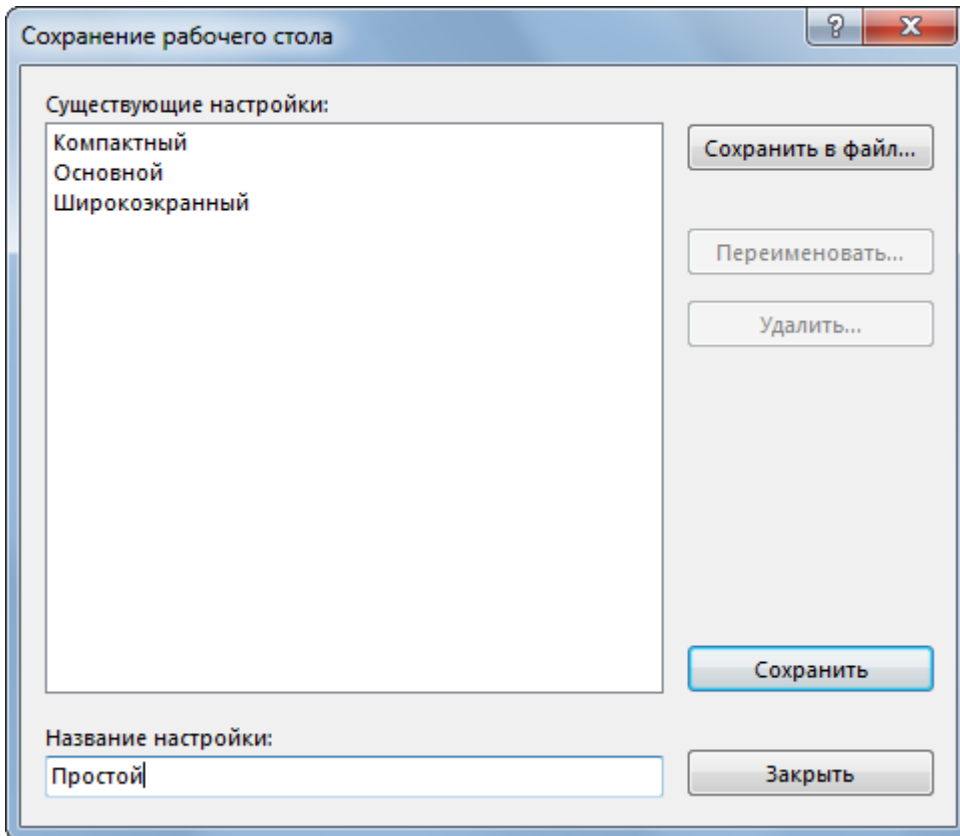 Сохранение рабочего стола
Существующие настройки:
Компактный
Основной
Широкоэкранный
Сохранить в файл...
Переименовать...
Удалить...
Сохранить
Название настройки:
Простой
Закрыть